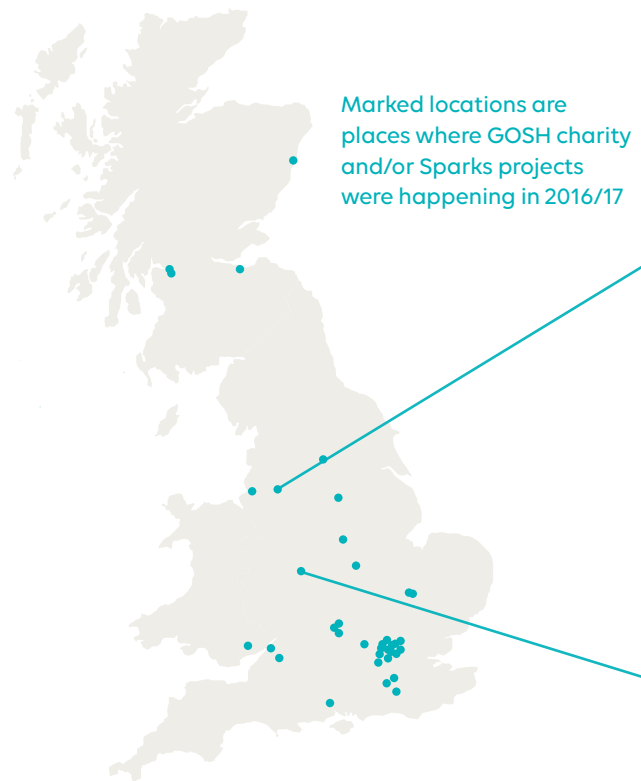 Marked locations are
places where GOSH charity
and/or Sparks projects
were happening in 2016/17